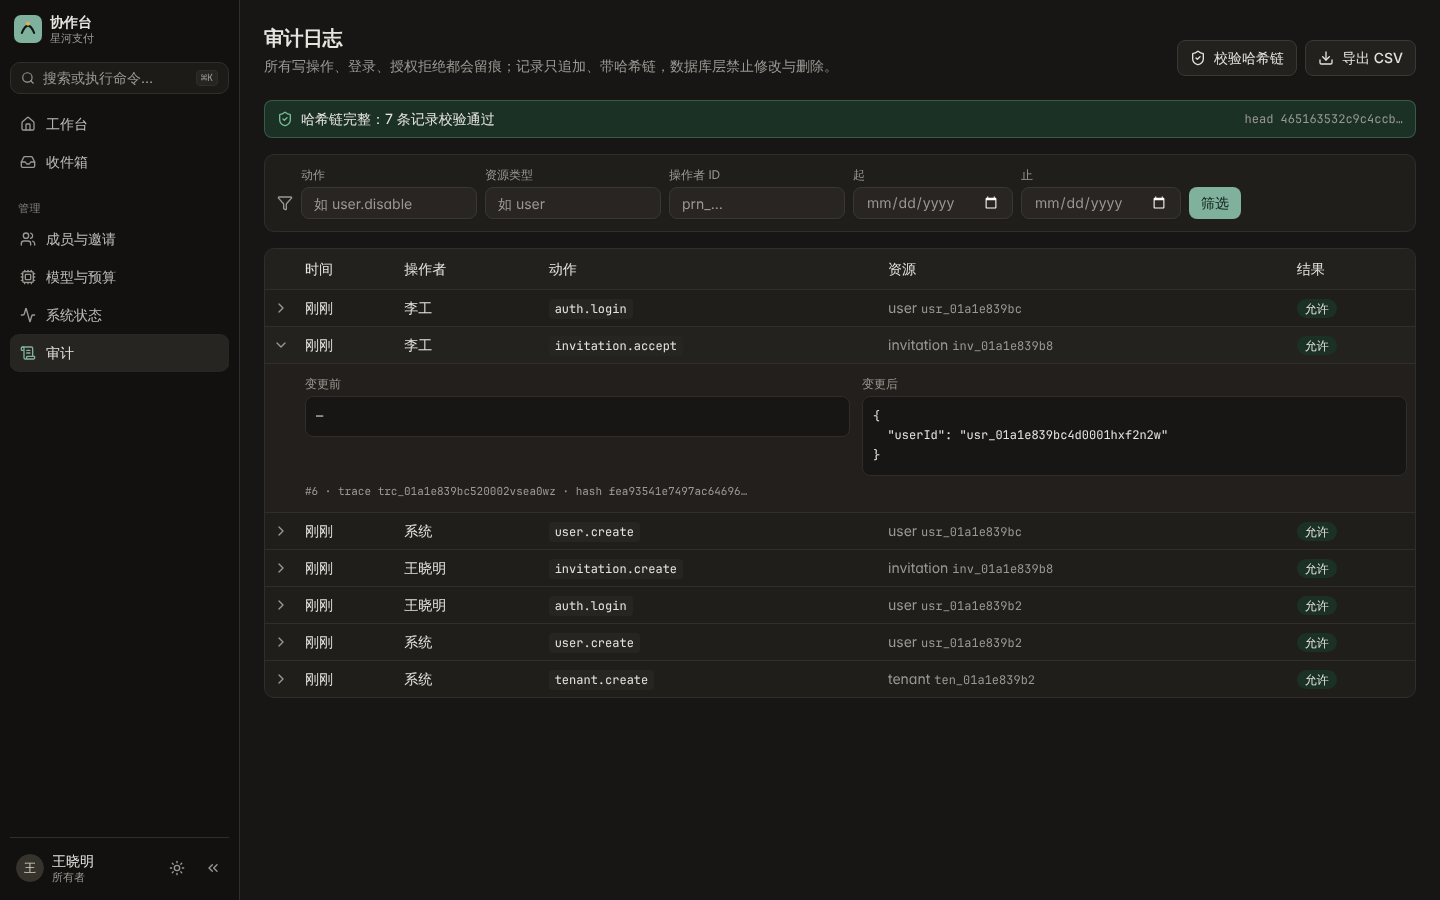 协作台
星河支付
搜索或执行命令... ⌘K
工作台
收件箱
管理
成员与邀请
模型与预算
系统状态
审计
王 王晓明
所有者
审计日志
所有写操作、登录、授权拒绝都会留痕；记录只追加、带哈希链，数据库层禁止修改与删除。
校验哈希链 导出 CSV
哈希链完整：7 条记录校验通过 head 465163532c9c4ccb…
动作 资源类型 操作者 ID 起 止
如 user.disable 如 user prn_... mm/dd/yyyy mm/dd/yyyy 筛选
时间 操作者 动作 资源 结果
刚刚 李工 auth.login user usr_01a1e839bc 允许
刚刚 李工 invitation.accept invitation inv_01a1e839b8 允许
变更前 变更后
—
{
"userId": "usr_01a1e839bc4d0001hxf2n2w"
}
#6 · trace trc_01a1e839bc520002vsea0wz · hash fea93541e7497ac64696…
刚刚 系统 user.create user usr_01a1e839bc 允许
刚刚 王晓明 invitation.create invitation inv_01a1e839b8 允许
刚刚 王晓明 auth.login user usr_01a1e839b2 允许
刚刚 系统 user.create user usr_01a1e839b2 允许
刚刚 系统 tenant.create tenant ten_01a1e839b2 允许